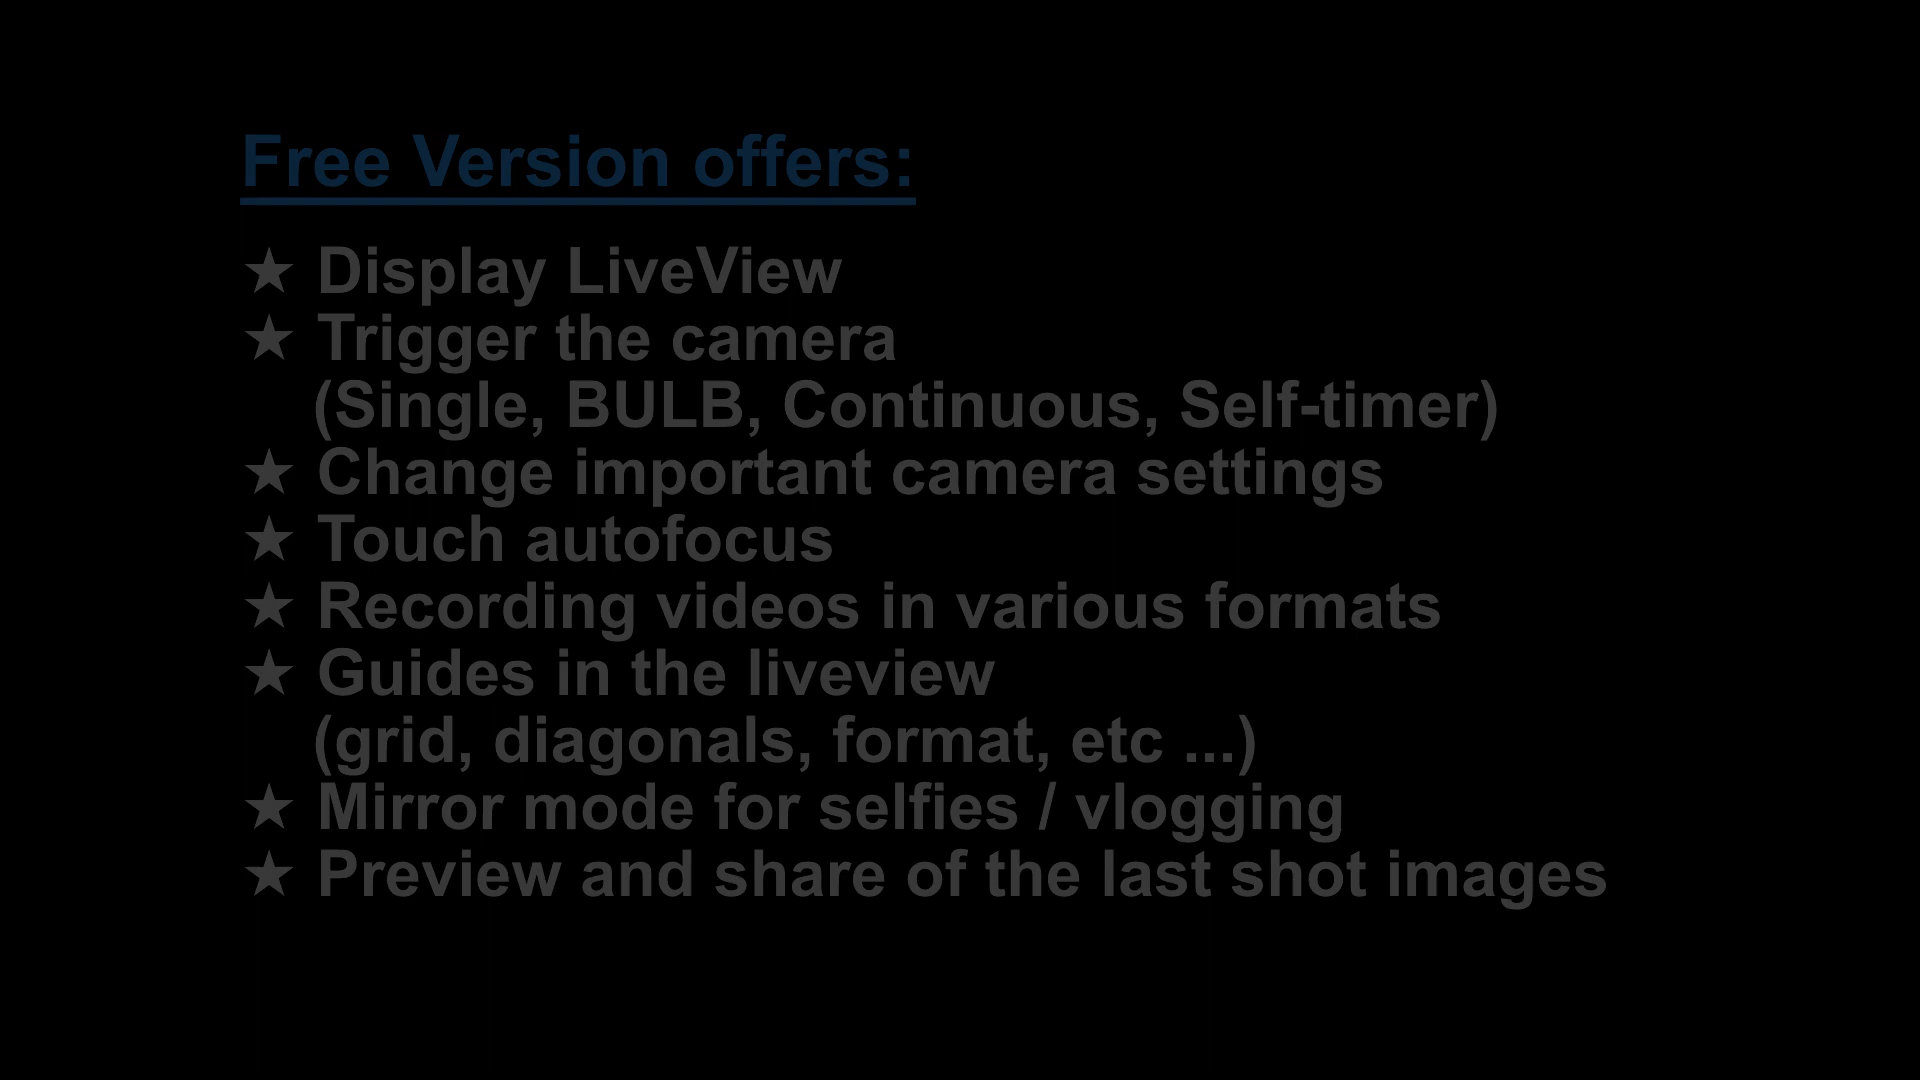 Free Version offers:
★ Display LiveView
★ Trigger the camera
(Single, BULB, Continuous, Self-timer)
★ Change important camera settings
★ Touch autofocus
★ Recording videos in various formats
★ Guides in the liveview
(grid, diagonals, format, etc ...)
★ Mirror mode for selfies / vlogging
★ Preview and share of the last shot images